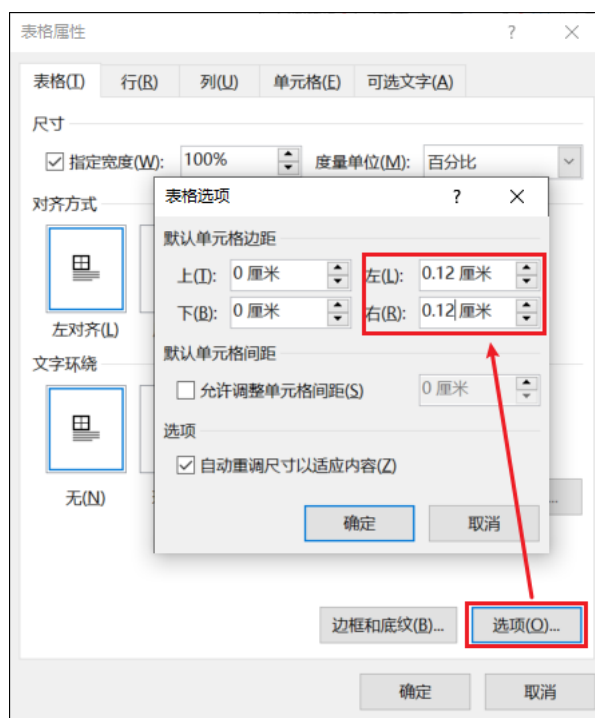 表格属性 ?
表格(T) 行(R) 列(U) 单元格(E) 可选文字(A)
尺寸
指定宽度(W): 100% 度量单位(M): 百分比
对齐方式
左对齐(L)
文字环绕
无(N)
...
表格选项 ?
默认单元格边距
上(T): 0 厘米 左(L): 0.12 厘米
下(B): 0 厘米 右(R): 0.12 厘米
默认单元格间距
允许调整单元格间距(S) 0 厘米
选项
自动重调尺寸以适应内容(Z)
确定 取消
边框和底纹(B)... 选项(O)...
确定 取消